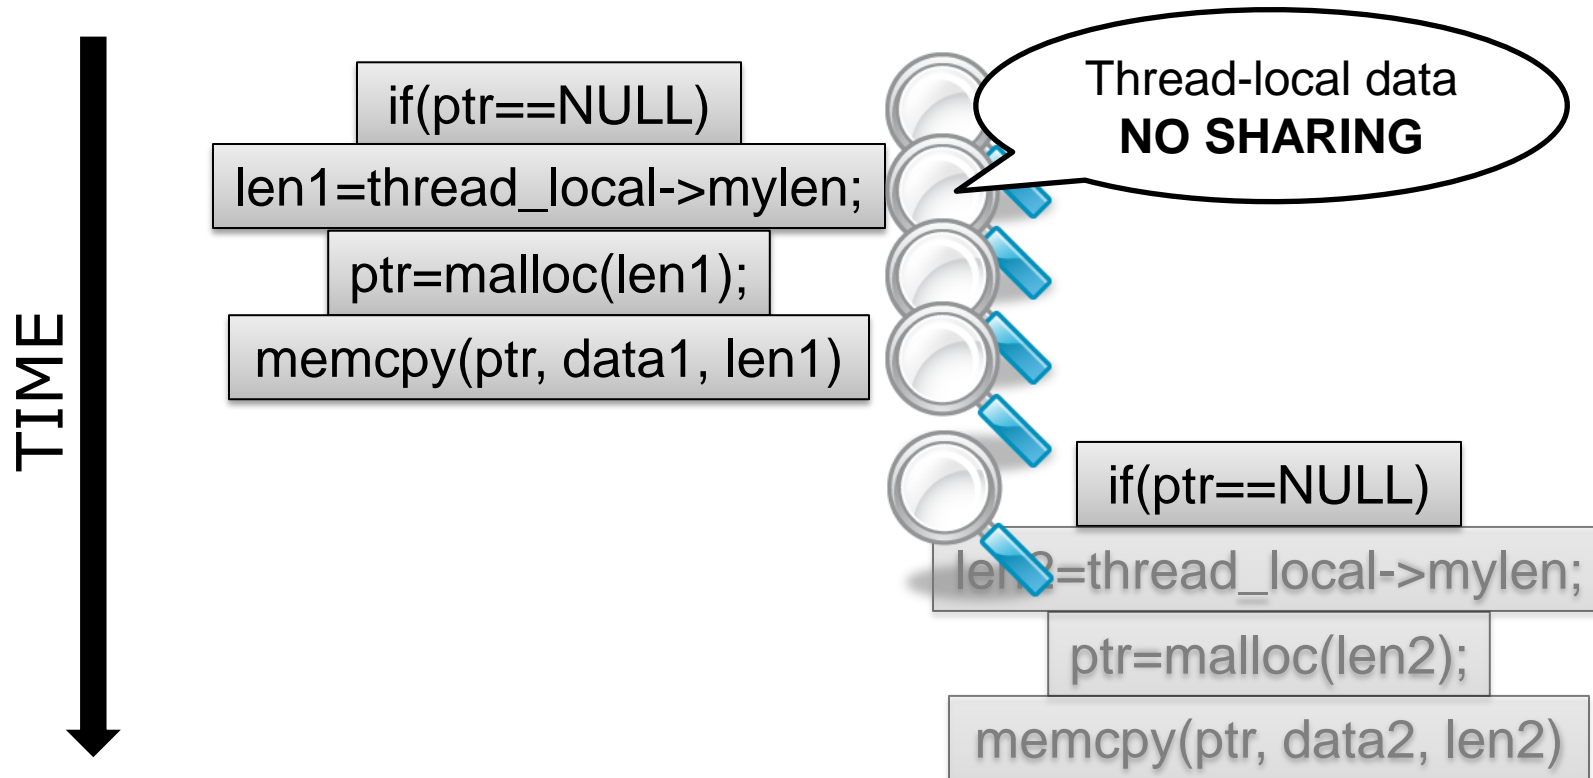 TIME
if(ptr==NULL)
len1=thread_local->mylen;
ptr=malloc(len1);
memcpy(ptr, data1, len1)
Thread-local data
NO SHARING
if(ptr==NULL)
len2=thread_local->mylen;
ptr=malloc(len2);
memcpy(ptr, data2, len2)